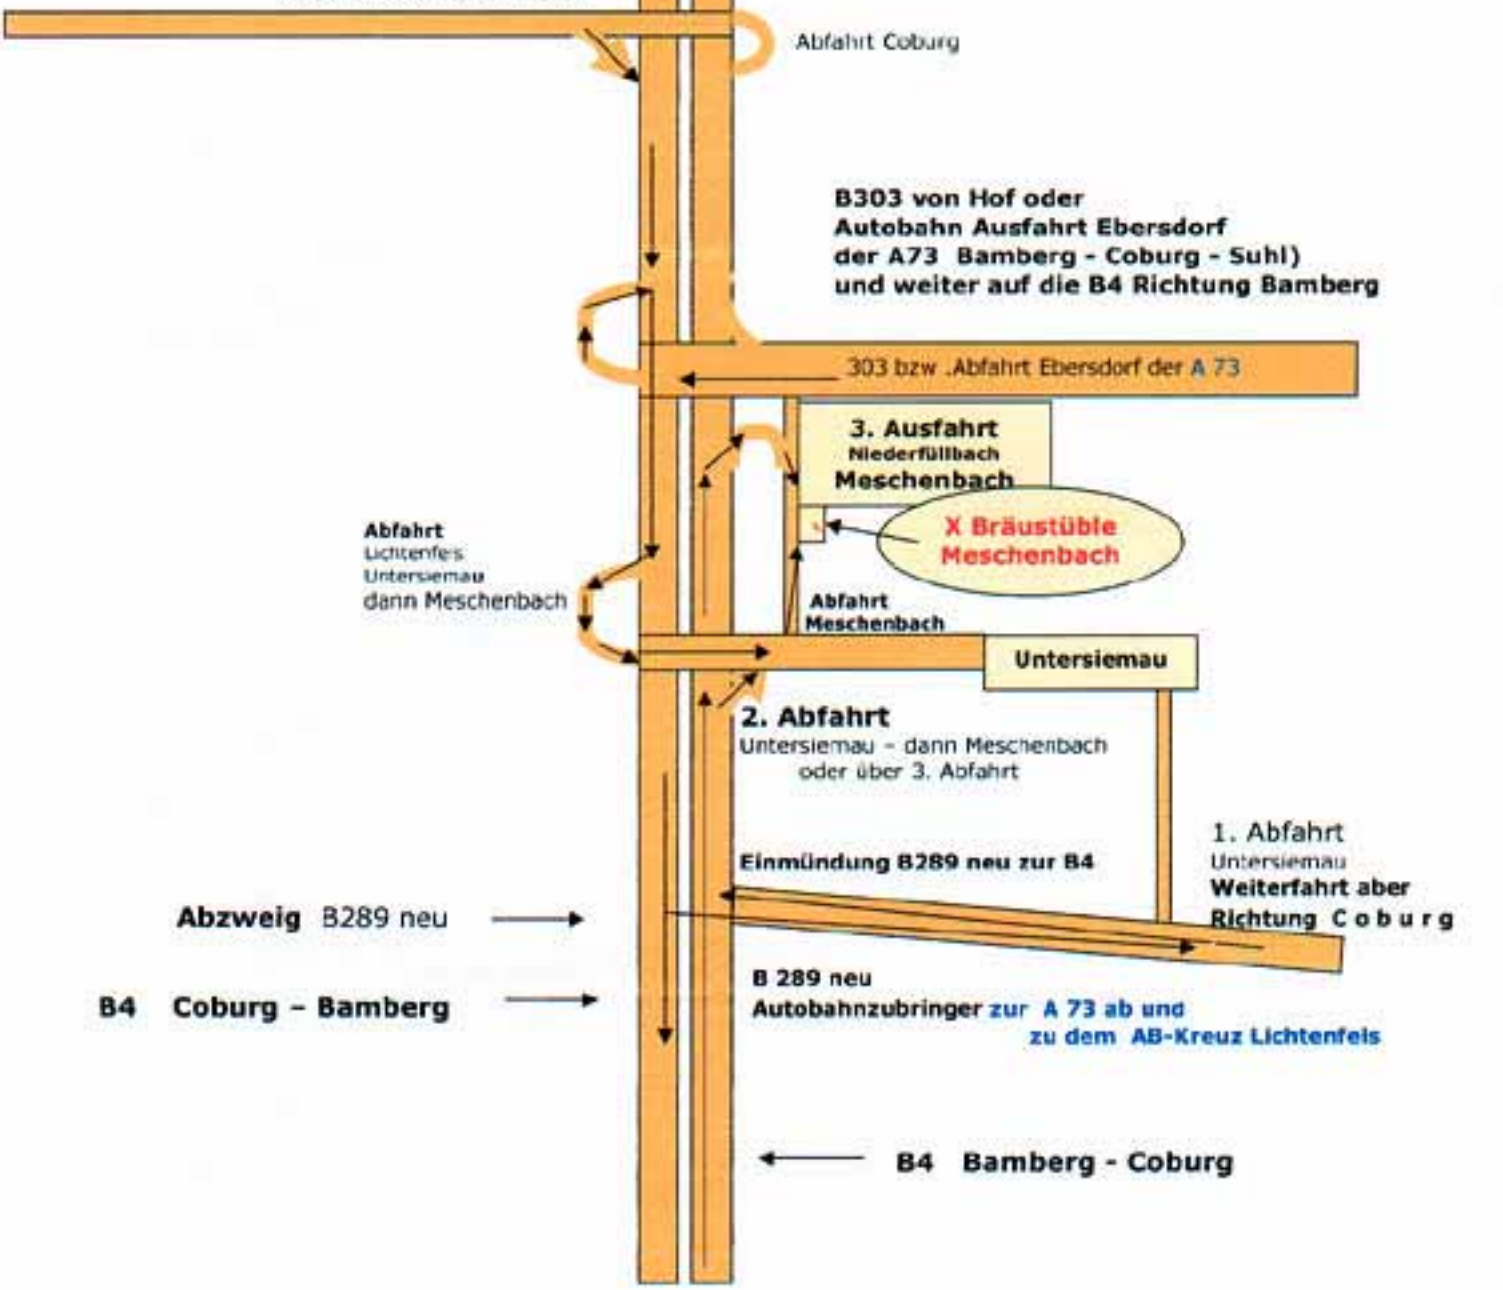 Abfahrt Coburg
B303 von Hof oder
Autobahn Ausfahrt Ebersdorf
der A73 Bamberg - Coburg - Suhl)
und weiter auf die B4 Richtung Bamberg
303 bzw .Abfahrt Ebersdorf der A 73
3. Ausfahrt
Niederfüllbach
Meschenbach
X Bräustüble
Meschenbach
Abfahrt
Lichtenfels
Untersiemau
dann Meschenbach
Abfahrt
Meschenbach
Untersiemau
2. Abfahrt
Untersiemau - dann Meschenbach
oder über 3. Abfahrt
1. Abfahrt
Untersiemau
Weiterfahrt aber
Richtung C o b u r g
Einmündung B289 neu zur B4
Abzweig B289 neu
B4 Coburg - Bamberg
B 289 neu
Autobahnzubringer zur A 73 ab und
zu dem AB-Kreuz Lichtenfels
B4 Bamberg - Coburg